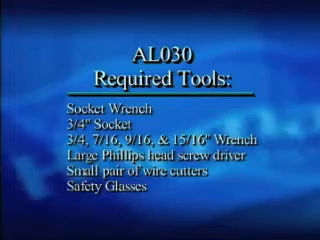 AL030
Required Tools:
Socket Wrench
3/4" Socket
3/4, 7/16, 9/16, & 15/16" Wrench
Large Phillips head screw driver
Small pair of wire cutters
Safety Glasses